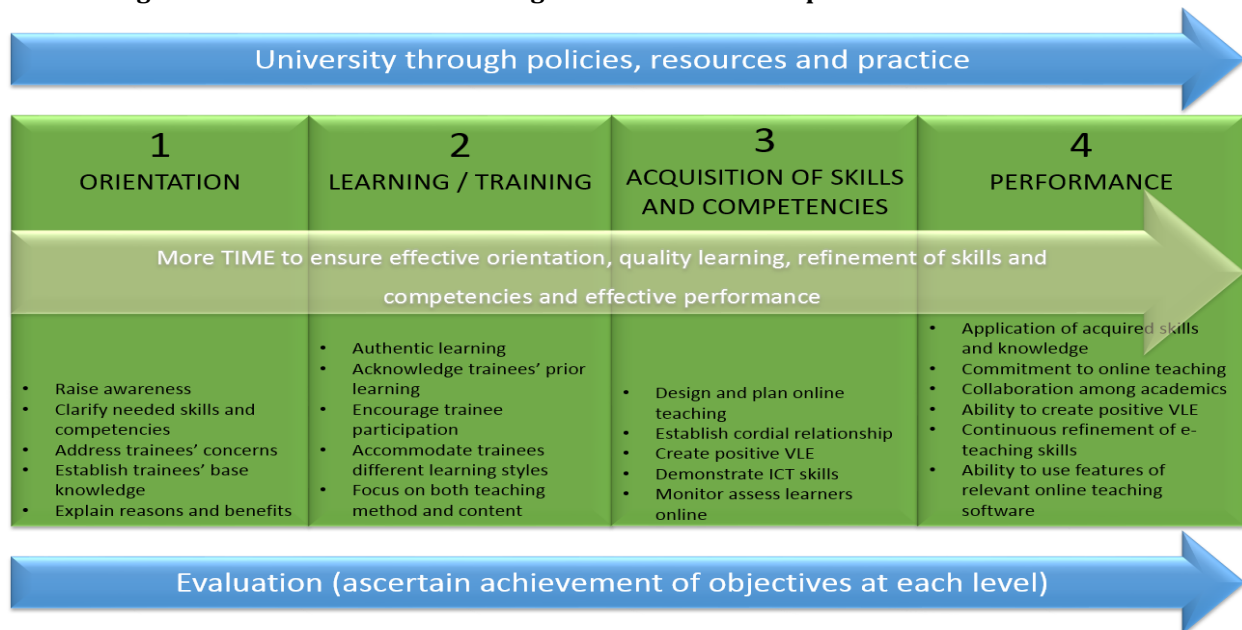 University through policies, resources and practice
1
ORIENTATION
2
LEARNING / TRAINING
3
ACQUISITION OF SKILLS
AND COMPETENCIES
4
PERFORMANCE
More TIME to ensure effective orientation, quality learning, refinement of skills and
competencies and effective performance
• Raise awareness
• Clarify needed skills and
competencies
• Address trainees’ concerns
• Establish trainees’ base
knowledge
• Explain reasons and benefits
• Authentic learning
• Acknowledge trainees’ prior
learning
• Encourage trainee
participation
• Accommodate trainees
different learning styles
• Focus on both teaching
method and content
• Design and plan online
teaching
• Establish cordial relationship
• Create positive VLE
• Demonstrate ICT skills
• Monitor assess learners
online
• Application of acquired skills
and knowledge
• Commitment to online teaching
• Collaboration among academics
• Ability to create positive VLE
• Continuous refinement of e-
teaching skills
• Ability to use features of
relevant online teaching
software
Evaluation (ascertain achievement of objectives at each level)